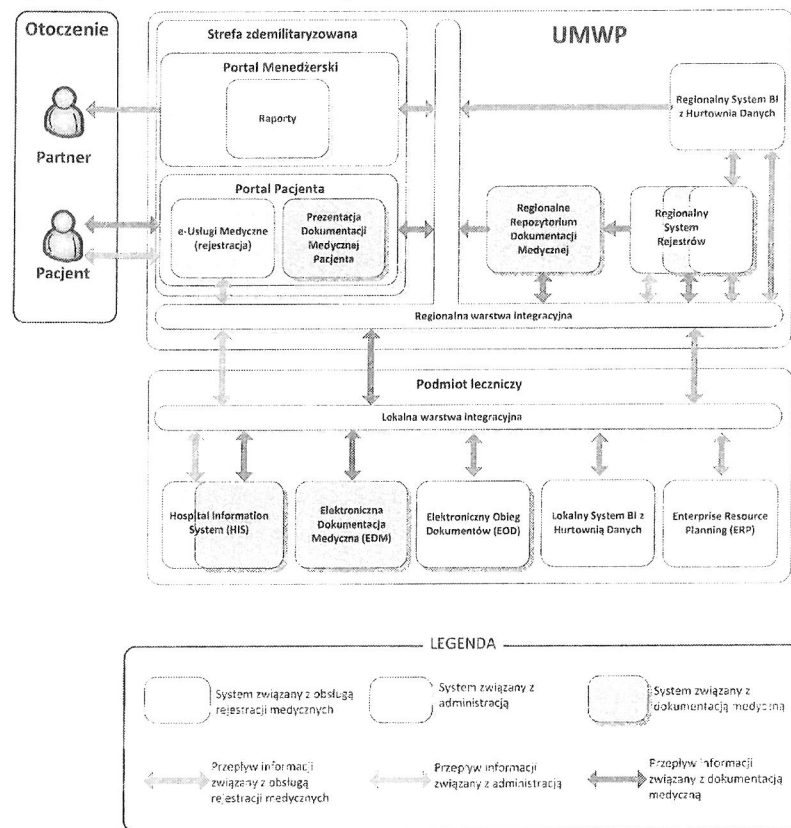 Otoczenie
Partner
Pacjent
Strefa zdemilitaryzowana
Portal Menedżerski
Raporty
Portal Pacjenta
e-Usługi Medyczne
(rejestracja)
Prezentacja
Dokumentacji
Medycznej
Pacjenta
UMWP
Regionalny System BI
z Hurtownia Danych
Regionalne
Repozytorium
Dokumentacji
Medycznej
Regionalny
System
Rejestrów
Regionalna warstwa integracyjna
Podmiot leczniczy
Lokalna warstwa integracyjna
Hospital Information
System (HIS)
Elektroniczna
Dokumentacja
Medyczna (EDM)
Elektroniczny Obieg
Dokumentów (EOD)
Lokalny System BI z
Hurtownią Danych
Enterprise Resource
Planning (ERP)
LEGENDA
System związany z obsługą
rejestracji medycznych
System związany z
administracją
System związany z
dokumentacją medyczną
Przepływ informacji
związany z obsługą
rejestracji medycznych
Przepływ informacji
związany z administracją
Przepływ informacji
związany z dokumentacją
medyczną